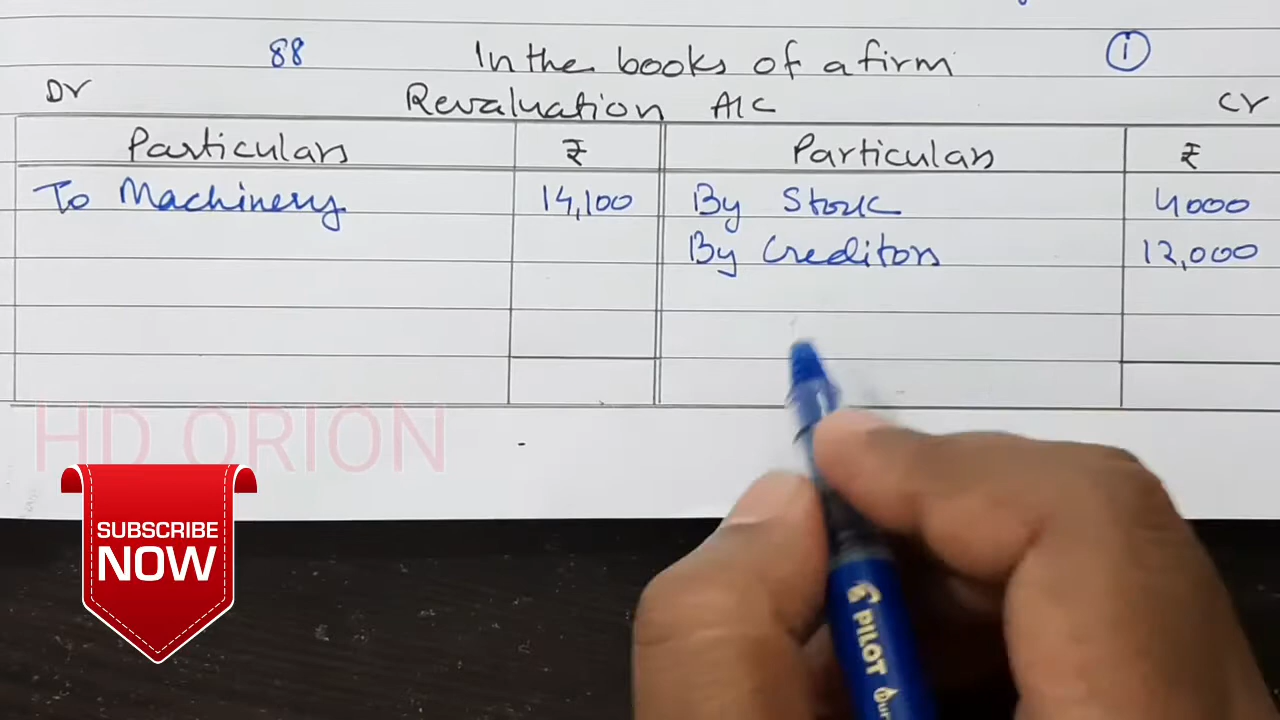 88 In the books of a firm 1
Dr Revaluation A/C Cr
Particulars ₹ Particulars ₹
To Machinery 14,100 By Stock 4000
By Creditors 12,000
HD ORION
SUBSCRIBE
NOW
PILOT